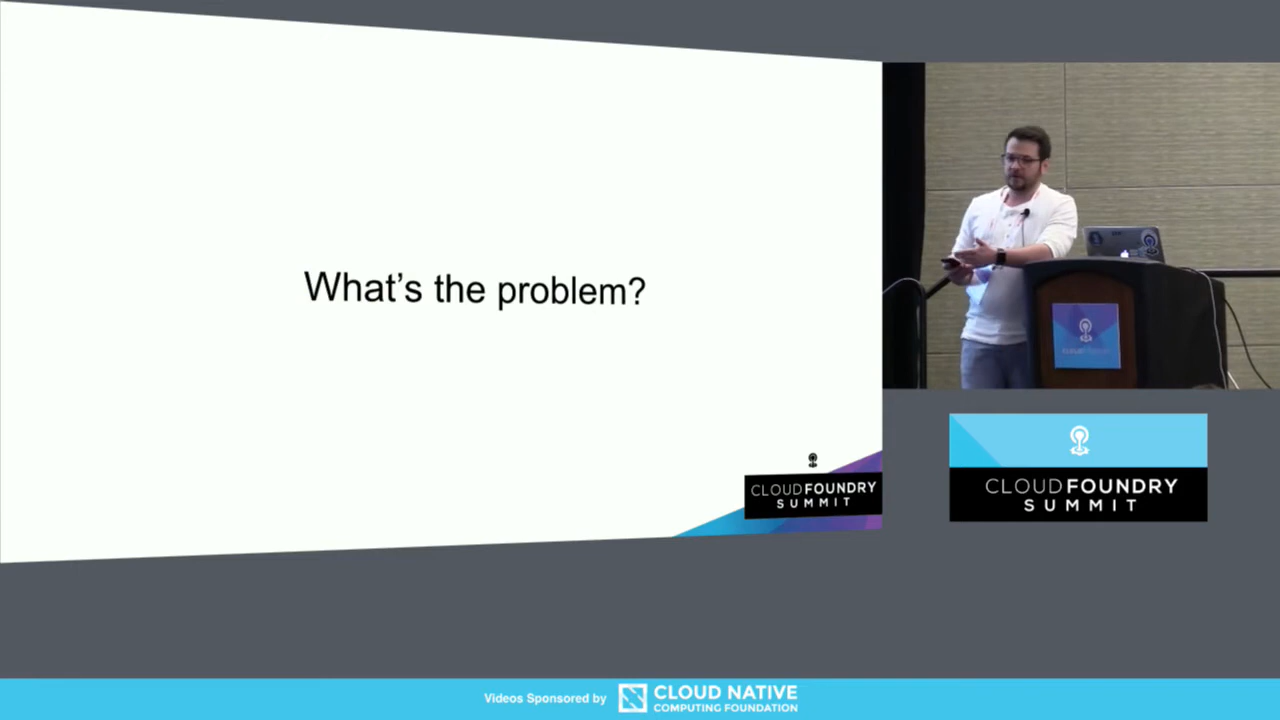 What's the problem?
CLOUDFOUNDRY
SUMMIT
CLOUDFOUNDRY
SUMMIT
Videos Sponsored by
CLOUD NATIVE
COMPUTING FOUNDATION